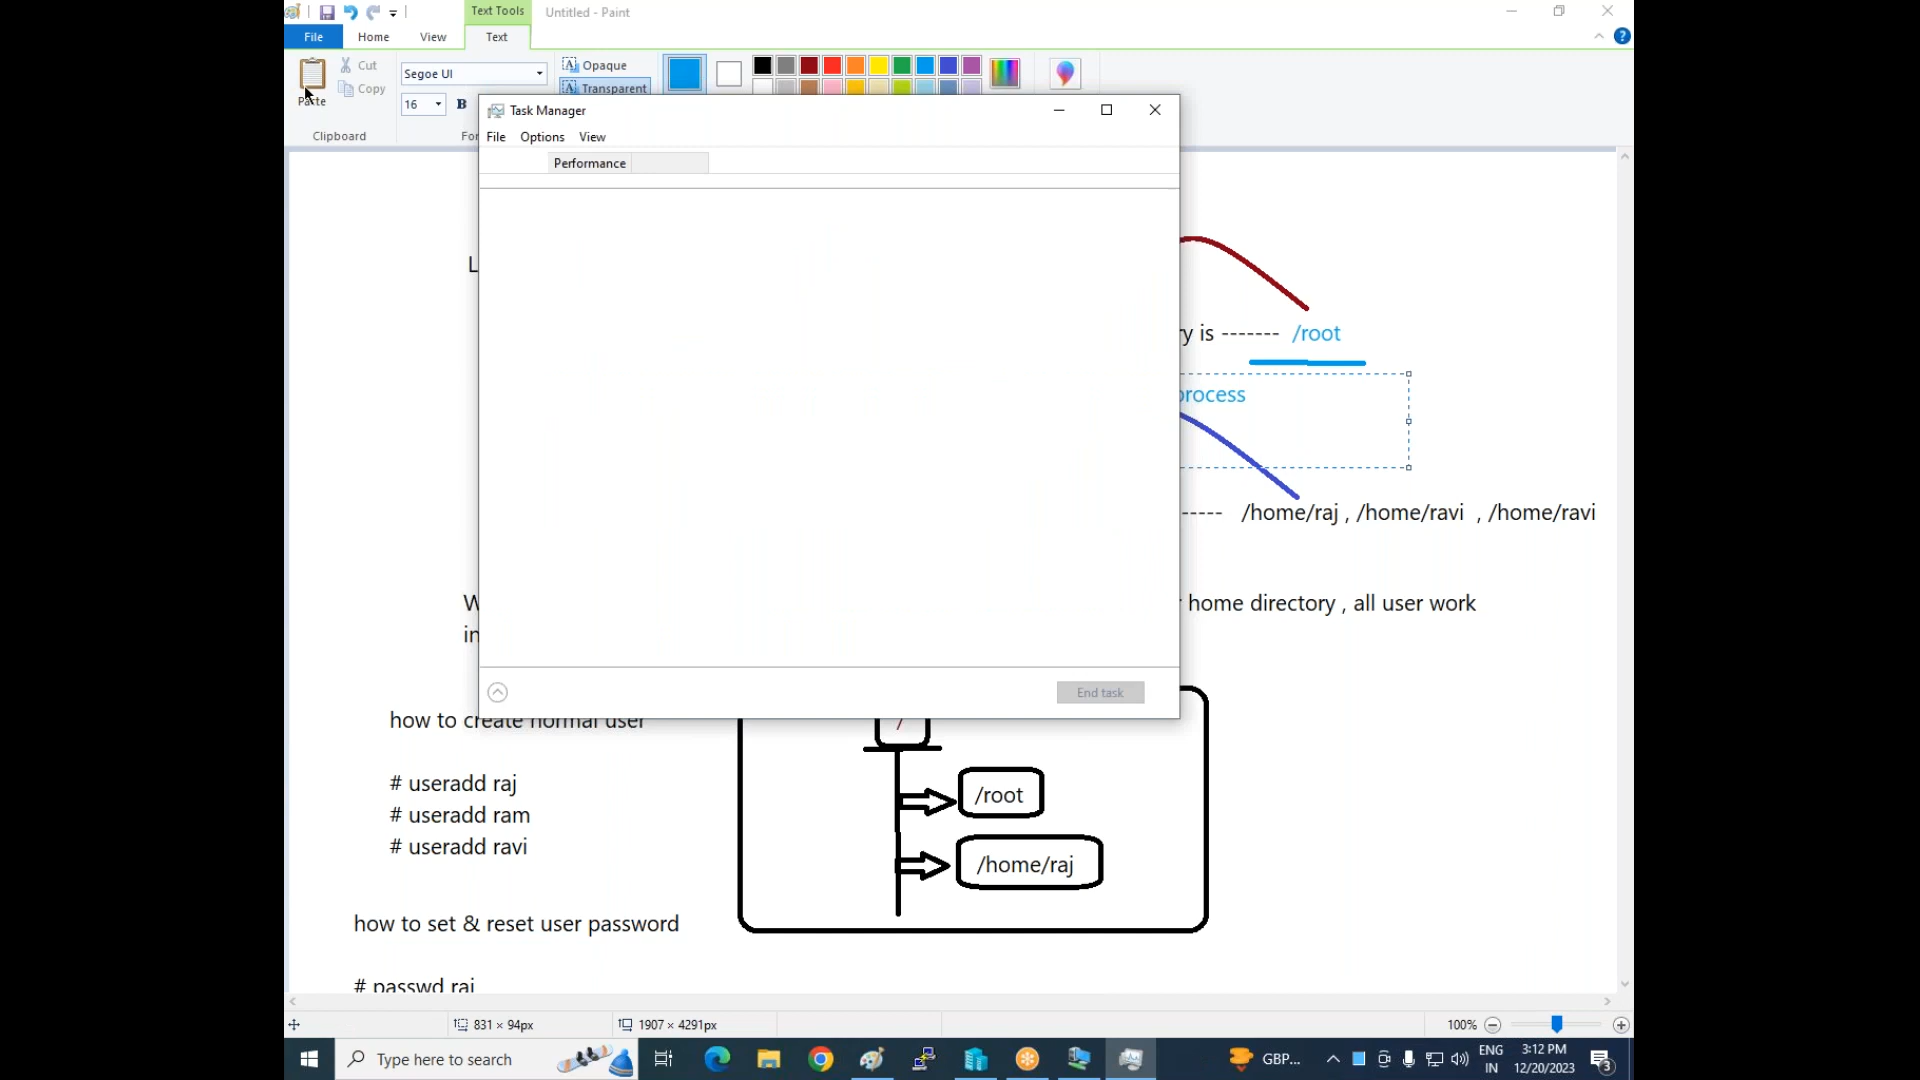 Text Tools
Untitled - Paint
File
Home
View
Text
Paste
Cut
Copy
Clipboard
Segoe UI
16
B
Opaque
Transparent
Task Manager
File
Options
View
Performance
End task
/root
ry is -------
process
----- /home/raj , /home/ravi , /home/ravi
home directory , all user work
in
how to create normal user
# useradd raj
# useradd ram
# useradd ravi
how to set & reset user password
# passwd raj
/
/root
/home/raj
831 × 94px
1907 × 4291px
100%
Type here to search
GBP...
ENG
IN
3:12 PM
12/20/2023
3